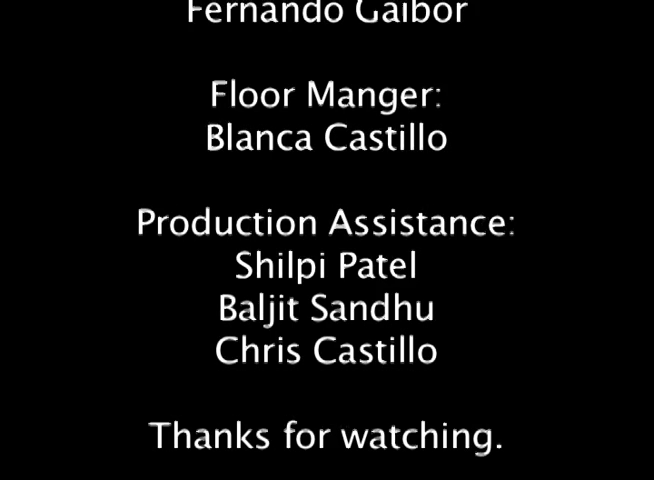 Fernando Gaibor
Floor Manger:
Blanca Castillo
Production Assistance:
Shilpi Patel
Baljit Sandhu
Chris Castillo
Thanks for watching.